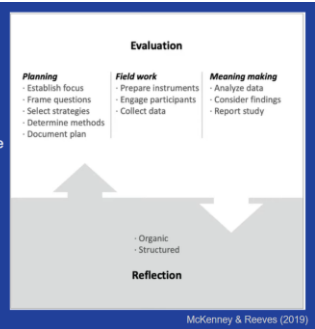 Evaluation
Planning
· Establish focus
· Frame questions
· Select strategies
· Determine methods
· Document plan
Field work
· Prepare instruments
· Engage participants
· Collect data
Meaning making
· Analyze data
· Consider findings
· Report study
e
· Organic
· Structured
Reflection
McKenney & Reeves (2019)